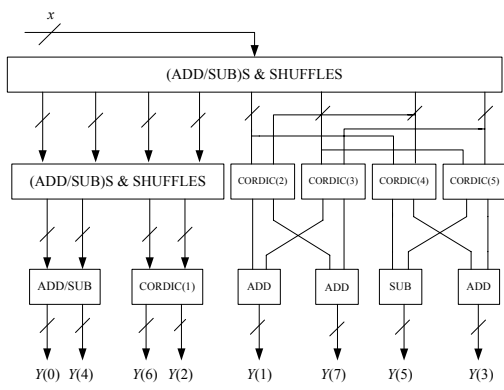 x
(ADD/SUB)S & SHUFFLES
(ADD/SUB)S & SHUFFLES
CORDIC(2) CORDIC(3) CORDIC(4) CORDIC(5)
ADD/SUB CORDIC(1) ADD ADD SUB ADD
Y(0) Y(4) Y(6) Y(2) Y(1) Y(7) Y(5) Y(3)